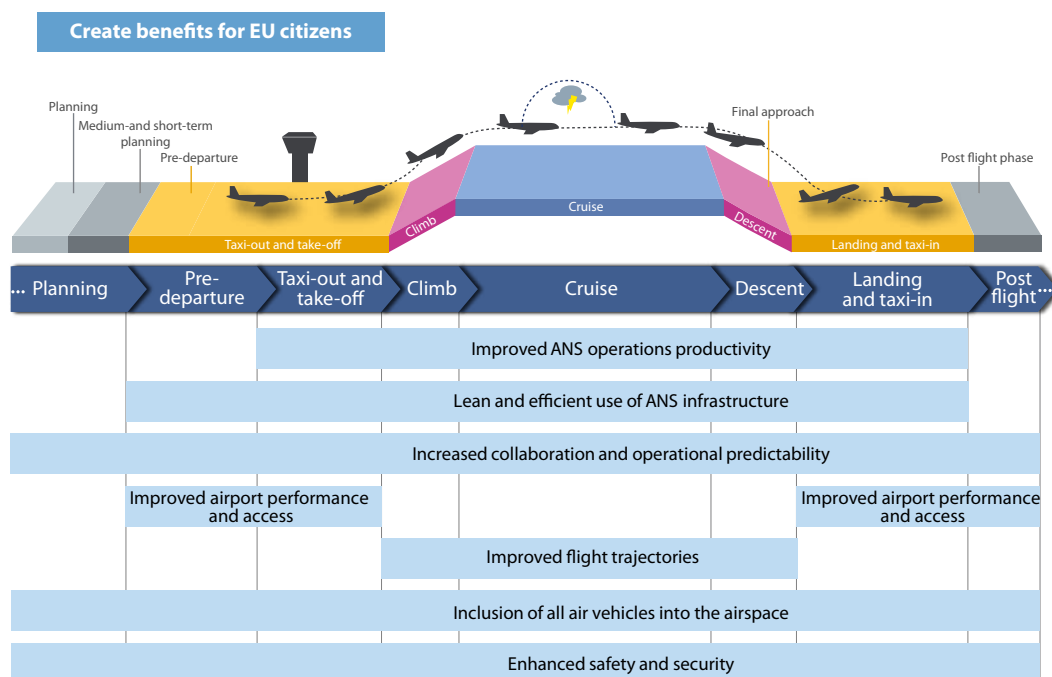 Create benefits for EU citizens
Planning
Medium-and short-term
planning
Pre-departure
Final approach
Post flight phase
Taxi-out and take-off
Climb
Cruise
Descent
Landing and taxi-in
... Planning
Pre-
departure
Taxi-out and
take-off
Climb
Cruise
Descent
Landing
and taxi-in
Post
flight ...
Improved ANS operations productivity
Lean and efficient use of ANS infrastructure
Increased collaboration and operational predictability
Improved airport performance
and access
Improved airport performance
and access
Improved flight trajectories
Inclusion of all air vehicles into the airspace
Enhanced safety and security